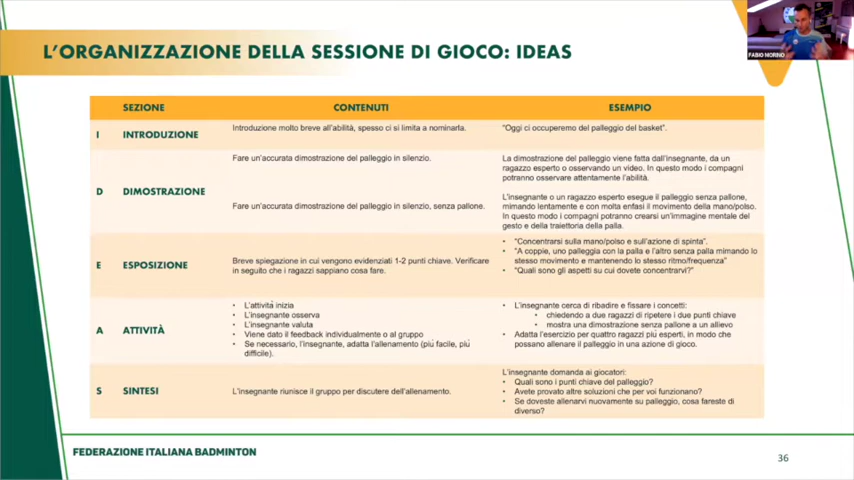 L'ORGANIZZAZIONE DELLA SESSIONE DI GIOCO: IDEAS
FABIO MORINO
SEZIONE CONTENUTI ESEMPIO
I INTRODUZIONE
Introduzione molto breve all'abilità, spesso ci si limita a nominarla.
"Oggi ci occuperemo del palleggio del basket".
D DIMOSTRAZIONE
Fare un'accurata dimostrazione del palleggio in silenzio.
Fare un'accurata dimostrazione del palleggio in silenzio, senza pallone.
La dimostrazione del palleggio viene fatta dall'insegnante, da un
ragazzo esperto o osservando un video. In questo modo i compagni
potranno osservare attentamente l'abilità.
L'insegnante o un ragazzo esperto esegue il palleggio senza pallone,
mimando lentamente e con molta enfasi il movimento della mano/polso.
In questo modo i compagni potranno crearsi un'immagine mentale del
gesto e della traiettoria della palla.
E ESPOSIZIONE
Breve spiegazione in cui vengono evidenziati 1-2 punti chiave. Verificare
in seguito che i ragazzi sappiano cosa fare.
• "Concentrarsi sulla mano/polso e sull'azione di spinta".
• "A coppie, uno palleggia con la palla e l'altro senza palla mimando lo
stesso movimento e mantenendo lo stesso ritmo/frequenza"
• "Quali sono gli aspetti su cui dovete concentrarvi?"
A ATTIVITÀ
• L'attività inizia
• L'insegnante osserva
• L'insegnante valuta
• Viene dato il feedback individualmente o al gruppo
• Se necessario, l'insegnante, adatta l'allenamento (più facile, più
difficile).
• L'insegnante cerca di ribadire e fissare i concetti:
• chiedendo a due ragazzi di ripetere i due punti chiave
• mostra una dimostrazione senza pallone a un allievo
• Adatta l'esercizio per quattro ragazzi più esperti, in modo che
possano allenare il palleggio in una azione di gioco.
S SINTESI
L'insegnante riunisce il gruppo per discutere dell'allenamento.
L'insegnante domanda ai giocatori:
• Quali sono i punti chiave del palleggio?
• Avete provato altre soluzioni che per voi funzionano?
• Se doveste allenarvi nuovamente su palleggio, cosa fareste di
diverso?
FEDERAZIONE ITALIANA BADMINTON
36